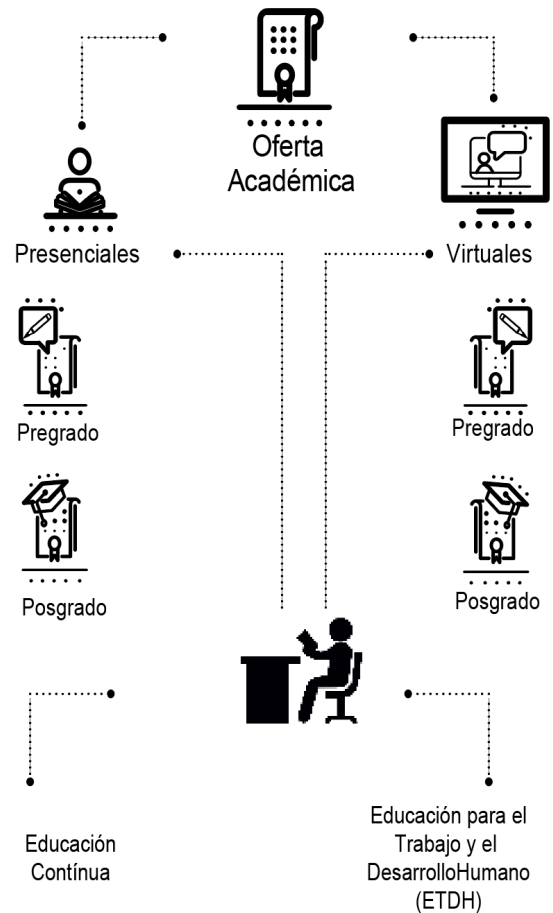 Oferta
Académica
Presenciales
Virtuales
Pregrado
Pregrado
Posgrado
Posgrado
Educación
Contínua
Educación para el
Trabajo y el
DesarrolloHumano
(ETDH)